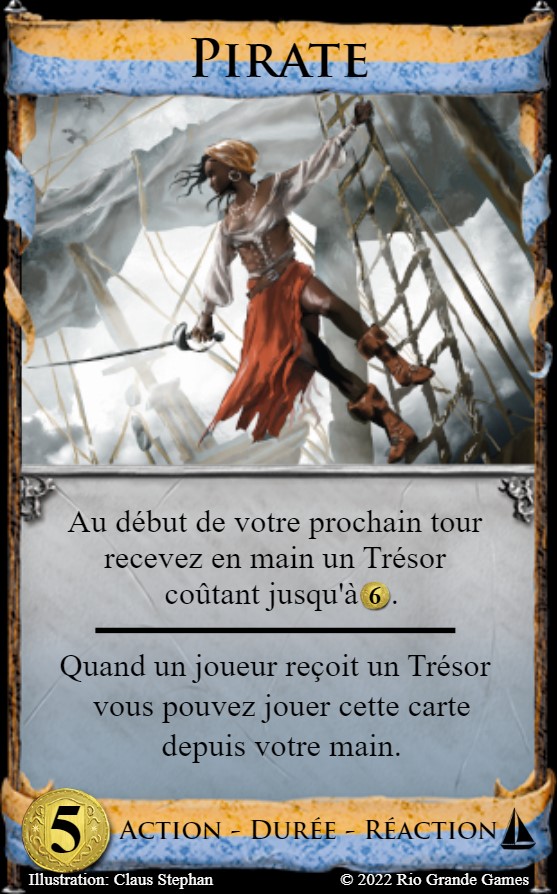 Pirate
Au début de votre prochain tour
recevez en main un Trésor
coûtant jusqu'à 6.
Quand un joueur reçoit un Trésor
vous pouvez jouer cette carte
depuis votre main.
5 Action - Durée - Réaction
Illustration: Claus Stephan © 2022 Rio Grande Games